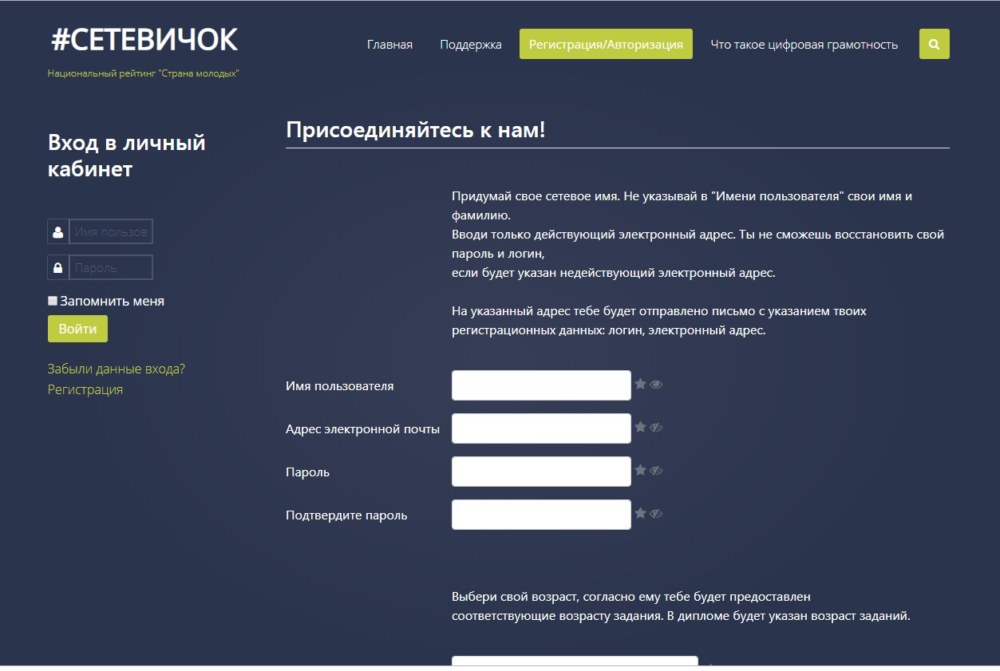 #СЕТЕВИЧОК
Национальный рейтинг "Страна молодых"
Главная
Поддержка
Регистрация/Авторизация
Что такое цифровая грамотность
Вход в личный
кабинет
Имя пользов
Пароль
Запомнить меня
Войти
Забыли данные входа?
Регистрация
Присоединяйтесь к нам!
Придумай свое сетевое имя. Не указывай в "Имени пользователя" свои имя и
фамилию.
Вводи только действующий электронный адрес. Ты не сможешь восстановить свой
пароль и логин,
если будет указан недействующий электронный адрес.
На указанный адрес тебе будет отправлено письмо с указанием твоих
регистрационных данных: логин, электронный адрес.
Имя пользователя
Адрес электронной почты
Пароль
Подтвердите пароль
Выбери свой возраст, согласно ему тебе будет предоставлен
соответствующие возрасту задания. В дипломе будет указан возраст заданий.